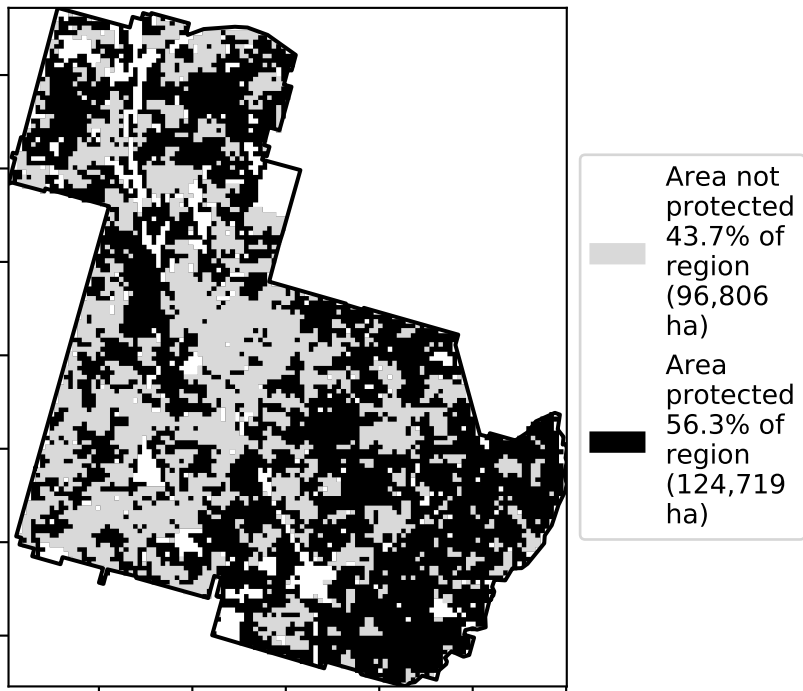 Area not
protected
43.7% of
region
(96,806
ha)
Area
protected
56.3% of
region
(124,719
ha)